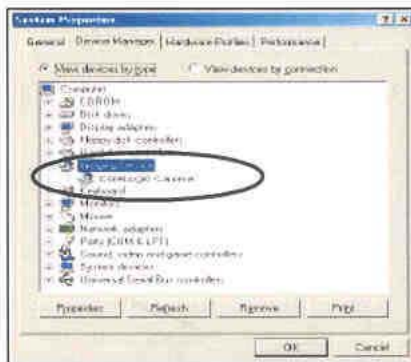 System Properties
General Device Manager Hardware Profiles Performance
View devices by type View devices by connection
Computer
CDROM
Disk drives
Display adapters
Floppy disk controllers
Keyboard
Monitors
Mouse
Network adapters
Ports (COM & LPT)
Sound, video and game controllers
System devices
Universal Serial Bus controllers
Properties Refresh Remove Print
OK Cancel